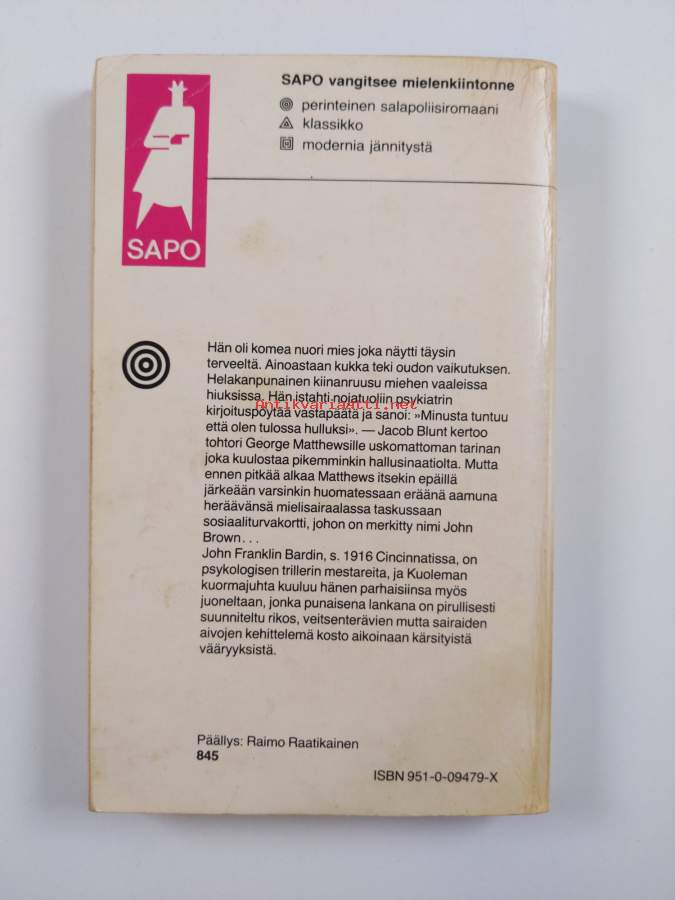 SAPO vangitsee mielenkiintonne
perinteinen salapoliisiromaani
klassikko
modernia jännitystä
SAPO
Hän oli komea nuori mies joka näytti täysin
terveeltä. Ainoastaan kukka teki oudon vaikutuksen.
Helakanpunainen kiinanruusu miehen vaaleissa
hiuksissa. Hän istahti nojatuoliin psykiatrin
Antikvariaatti.net
kirjoituspöytää vastapäätä ja sanoi: »Minusta tuntuu
että olen tulossa hulluksi». — Jacob Blunt kertoo
tohtori George Matthewsille uskomattoman tarinan
joka kuulostaa pikemminkin hallusinaatiolta. Mutta
ennen pitkää alkaa Matthews itsekin epäillä
järkeään varsinkin huomatessaan eräänä aamuna
heräävänsä mielisairaalassa taskussaan
sosiaaliturvakortti, johon on merkitty nimi John
Brown...
John Franklin Bardin, s. 1916 Cincinnatissa, on
psykologisen trillerin mestareita, ja Kuoleman
kuormajuhta kuuluu hänen parhaisiinsa myös
juoneltaan, jonka punaisena lankana on pirullisesti
suunniteltu rikos, veitsenterävien mutta sairaiden
aivojen kehittelemä kosto aikoinaan kärsityistä
vääryyksistä.
Päällys: Raimo Raatikainen
845
ISBN 951-0-09479-X